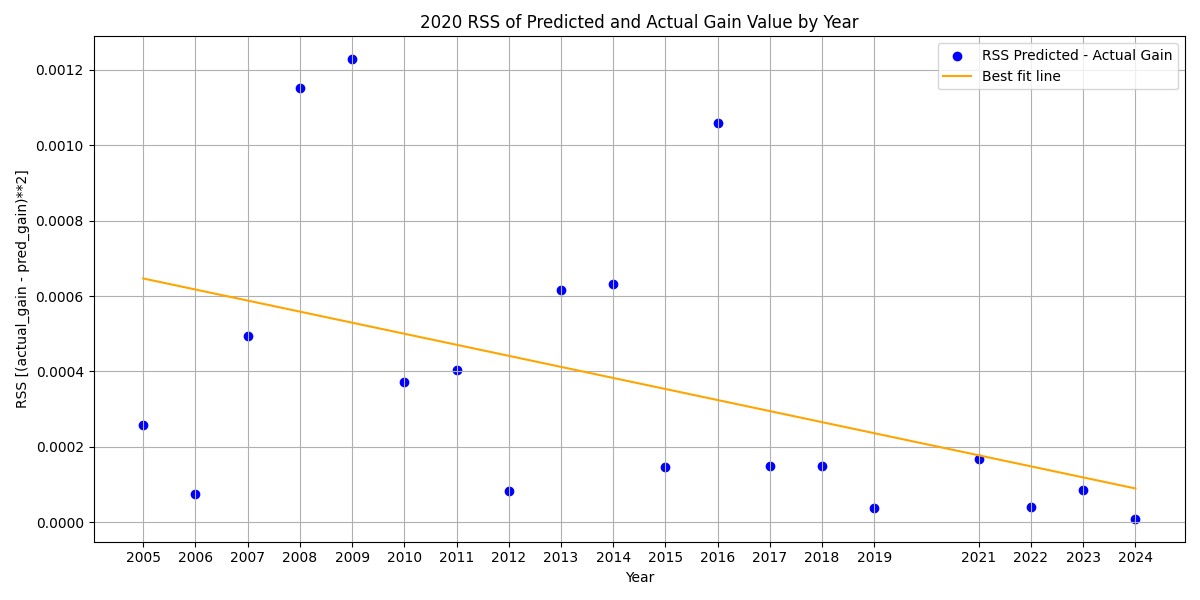 2020 RSS of Predicted and Actual Gain Value by Year
RSS Predicted - Actual Gain
Best fit line
RSS [(actual_gain - pred_gain)**2]
0.0012
0.0010
0.0008
0.0006
0.0004
0.0002
0.0000
2005 2006 2007 2008 2009 2010 2011 2012 2013 2014 2015 2016 2017 2018 2019 2021 2022 2023 2024
Year